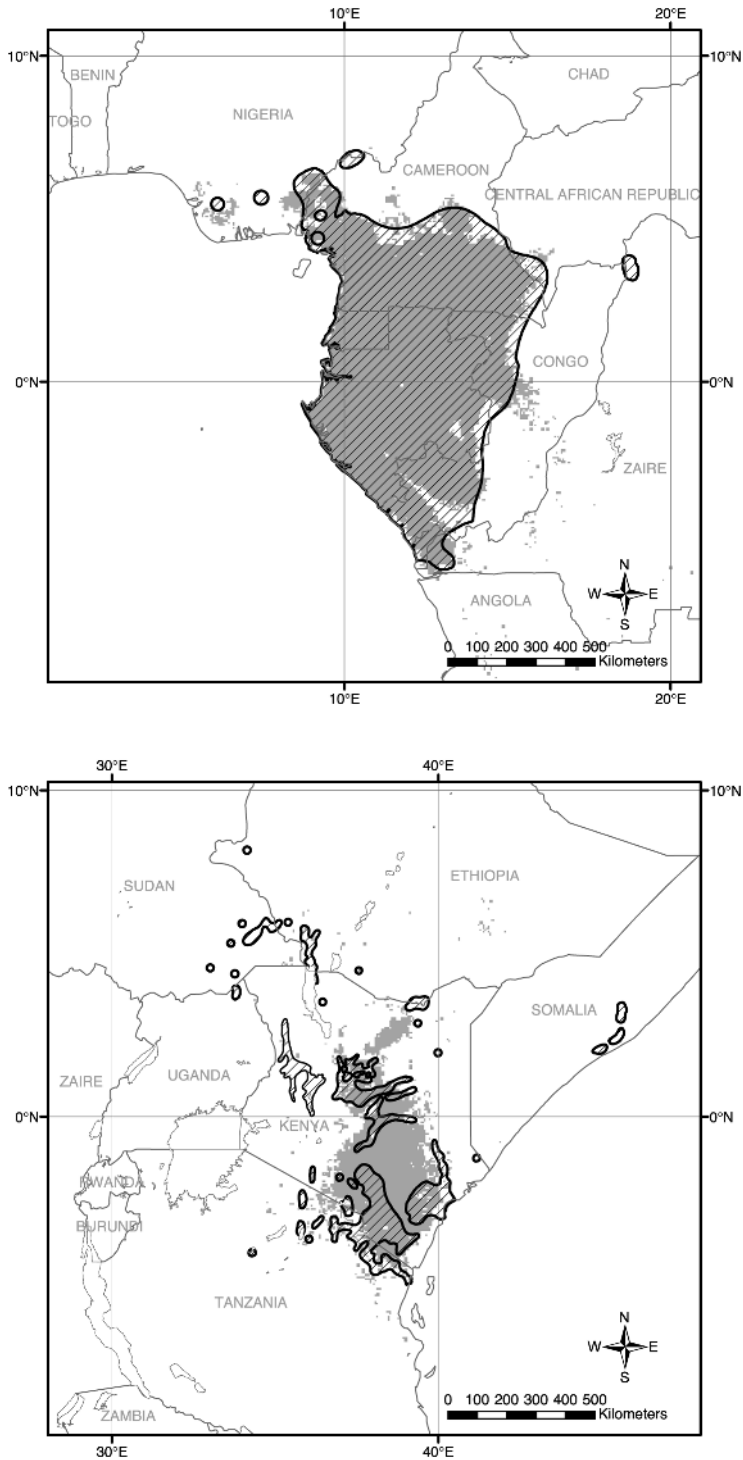 10°E 20°E
10°N 10°N
BENIN
CHAD
TOGO
NIGERIA
CAMEROON
CENTRAL AFRICAN REPUBLIC
CONGO
0°N 0°N
ZAIRE
N
W E
S
ANGOLA
0 100 200 300 400 500
Kilometers
10°E 20°E
30°E 40°E
10°N 10°N
SUDAN
ETHIOPIA
SOMALIA
ZAIRE
UGANDA
KENYA
0°N 0°N
RWANDA
BURUNDI
TANZANIA
N
W E
S
0 100 200 300 400 500
Kilometers
ZAMBIA
30°E 40°E